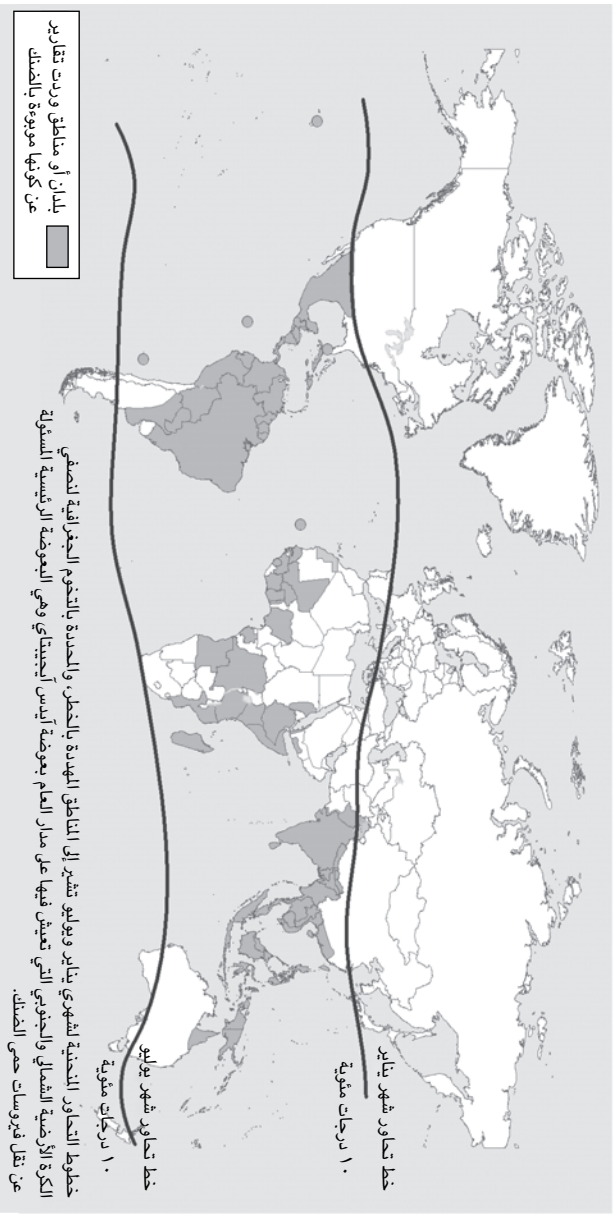 خط تحاور شهر يناير
١٠ درجات مئوية
خط تحاور شهر يوليو
١٠ درجات مئوية
بلدان أو مناطق وردت تقارير
عن كونها موبوءة بالضنك
خطوط التحاور المنحنية لشهري يناير ويوليو تشير إلى المناطق المهددة بالخطر، والمحددة بالتخوم الجغرافية لنصفي
الكرة الأرضية الشمالي والجنوبي التي تعيش فيها على مدار العام بعوضة آيدس آيجيبتاي وهي البعوضة الرئيسية المسئولة
عن نقل فيروسات حمى الضنك.